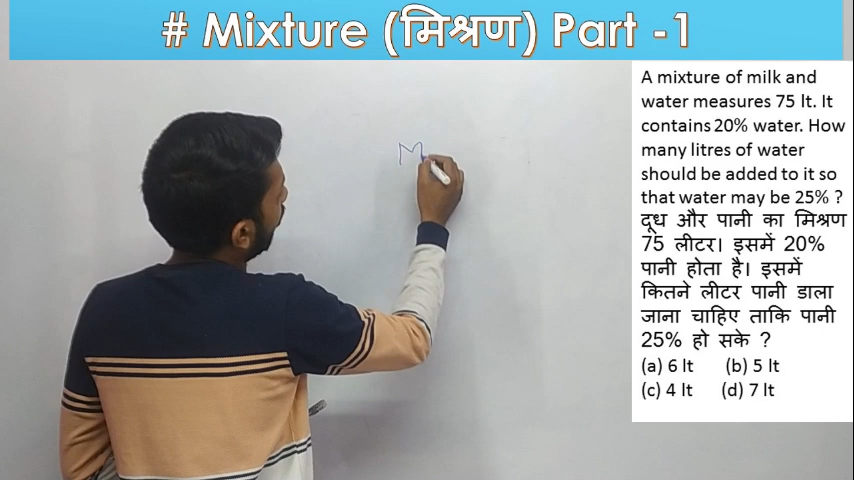 # Mixture (मिश्रण) Part -1
M
A mixture of milk and
water measures 75 lt. It
contains 20% water. How
many litres of water
should be added to it so
that water may be 25% ?
दूध और पानी का मिश्रण
75 लीटर। इसमें 20%
पानी होता है। इसमें
कितने लीटर पानी डाला
जाना चाहिए ताकि पानी
25% हो सके ?
(a) 6 lt (b) 5 lt
(c) 4 lt (d) 7 lt